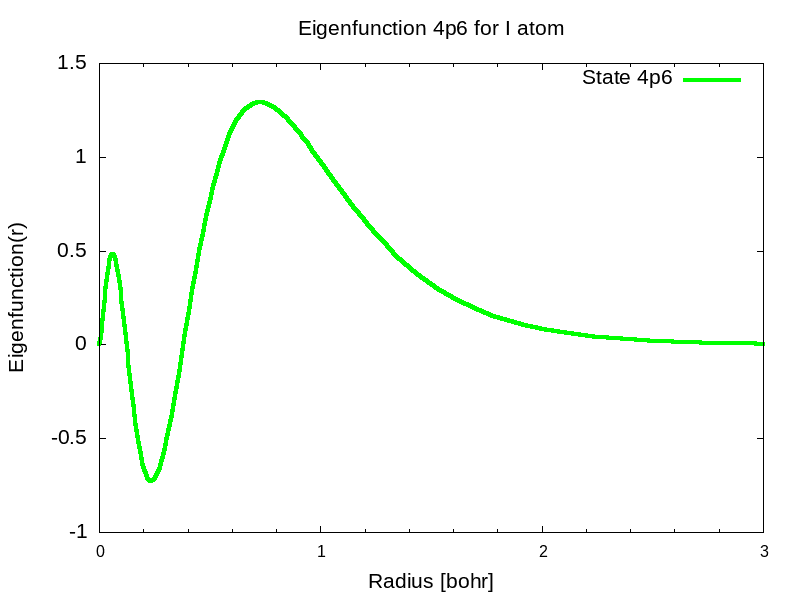 Eigenfunction 4p6 for I atom
State 4p6
1.5
1
0.5
0
-0.5
-1
Eigenfunction(r)
0 1 2 3
Radius [bohr]